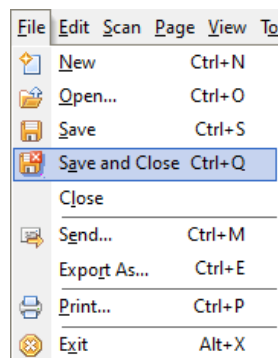 File Edit Scan Page View To
New Ctrl+N
Open... Ctrl+O
Save Ctrl+S
Save and Close Ctrl+Q
Close
Send... Ctrl+M
Export As... Ctrl+E
Print... Ctrl+P
Exit Alt+X